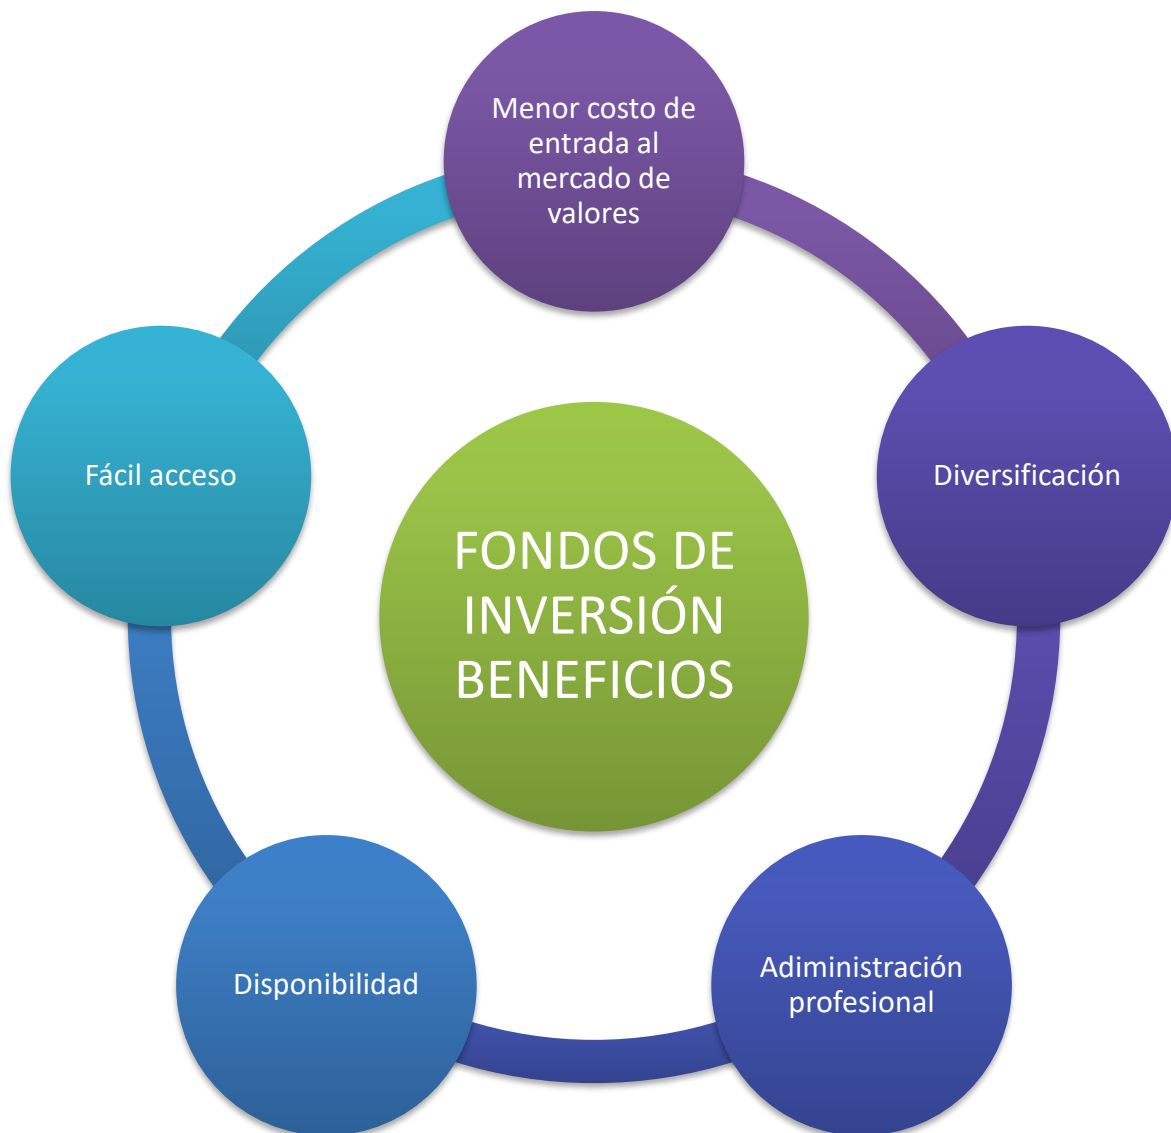 Menor costo de
entrada al
mercado de
valores
Fácil acceso
Diversificación
FONDOS DE
INVERSIÓN
BENEFICIOS
Disponibilidad
Adiministración
profesional